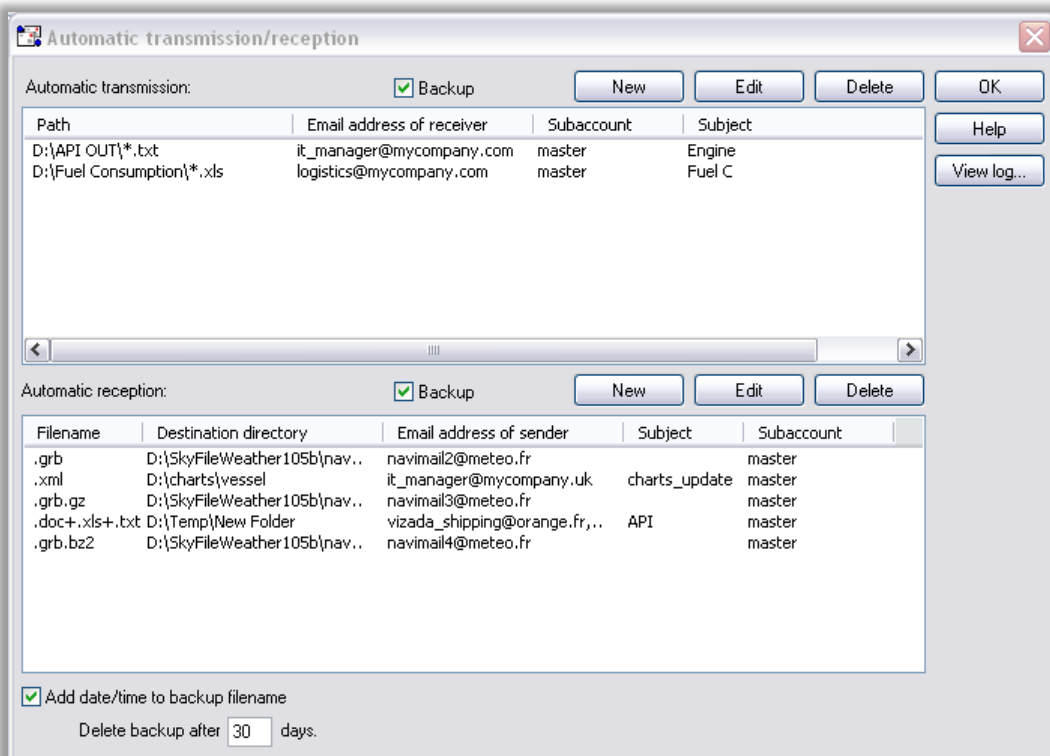 Automatic transmission/reception
Automatic transmission: Backup New Edit Delete OK
Path Email address of receiver Subaccount Subject Help
D:\API OUT\*.txt it_manager@mycompany.com master Engine
D:\Fuel Consumption\*.xls logistics@mycompany.com master Fuel C View log...
Automatic reception: Backup New Edit Delete
Filename Destination directory Email address of sender Subject Subaccount
.grb D:\SkyFileWeather105b\nav.. navimail2@meteo.fr master
.xml D:\charts\vessel it_manager@mycompany.uk charts_update master
.grb.gz D:\SkyFileWeather105b\nav.. navimail3@meteo.fr master
.doc+.xls+.txt D:\Temp\New Folder vizada_shipping@orange.fr,.. API master
.grb.bz2 D:\SkyFileWeather105b\nav.. navimail4@meteo.fr master
Add date/time to backup filename
Delete backup after 30 days.